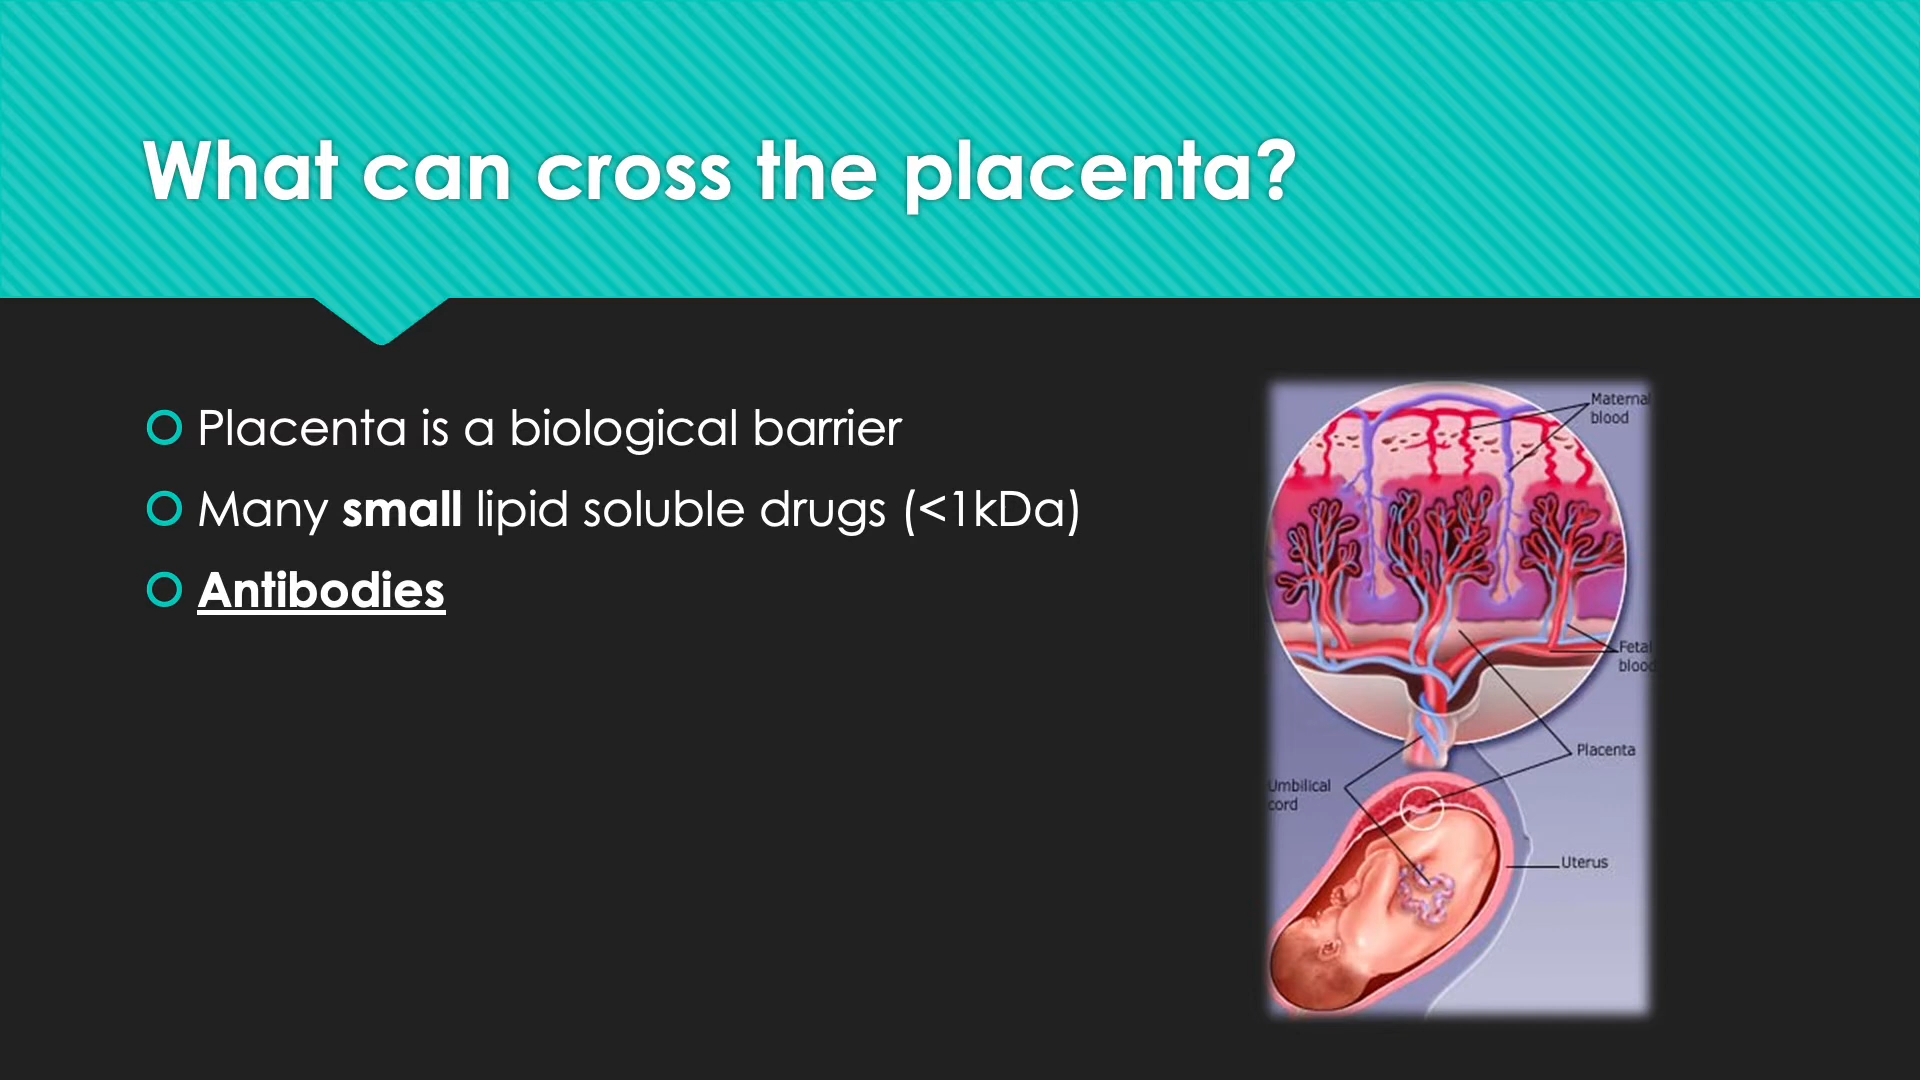 What can cross the placenta?
Placenta is a biological barrier
Many small lipid soluble drugs (<1kDa)
Antibodies
Maternal
blood
Fetal
blood
Placenta
Umbilical
cord
Uterus